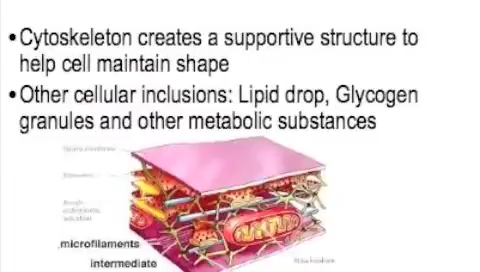 •Cytoskeleton creates a supportive structure to
help cell maintain shape
•Other cellular inclusions: Lipid drop, Glycogen
granules and other metabolic substances
microfilaments
intermediate